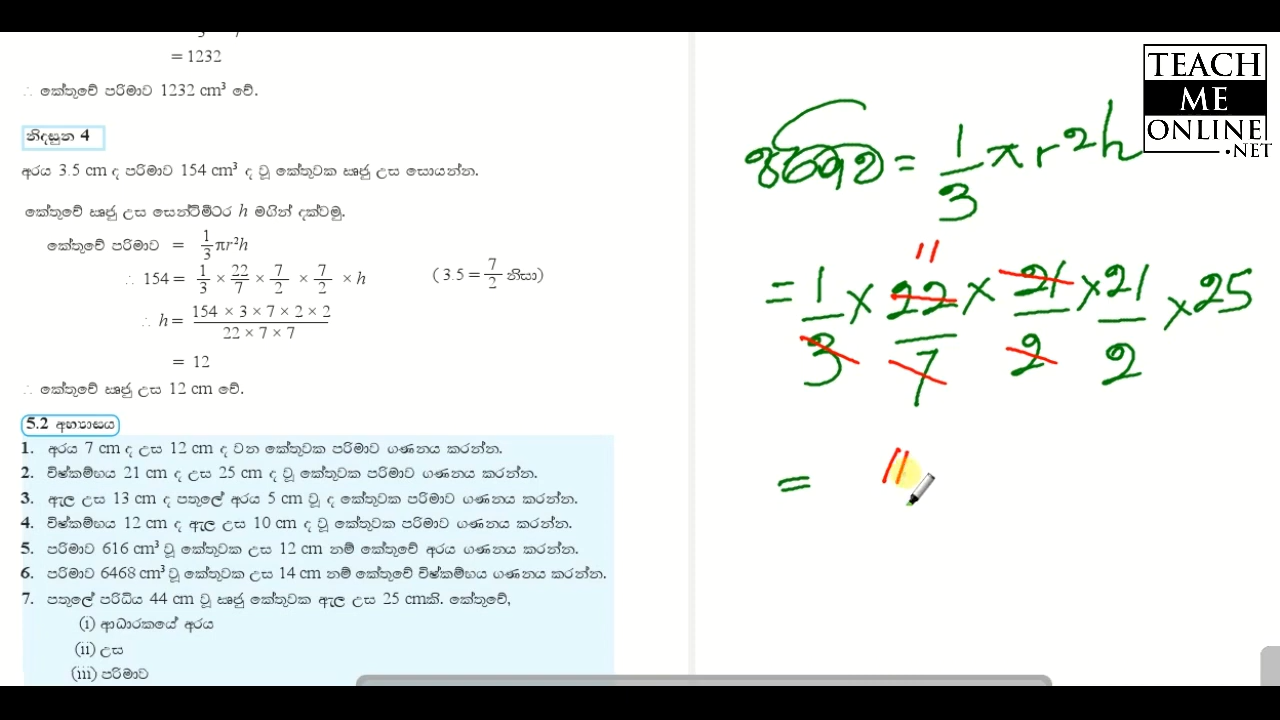 = 1232
∴ කේතුවේ පරිමාව 1232 cm³ වේ.
නිදසුන 4
අරය 3.5 cm ද පරිමාව 154 cm³ ද වූ කේතුවක ඍජු උස සොයන්න.
කේතුවේ ඍජු උස සෙන්ටිමීටර h මගින් දක්වමු.
කේතුවේ පරිමාව = 1/3 πr²h
∴ 154 = 1/3 × 22/7 × 7/2 × 7/2 × h (3.5 = 7/2 නිසා)
∴ h = 154 × 3 × 7 × 2 × 2 / 22 × 7 × 7
= 12
∴ කේතුවේ ඍජු උස 12 cm වේ.
5.2 අභ්‍යාසය
1. අරය 7 cm ද උස 12 cm ද වන කේතුවක පරිමාව ගණනය කරන්න.
2. විෂ්කම්භය 21 cm ද උස 25 cm ද වූ කේතුවක පරිමාව ගණනය කරන්න.
3. ඇල උස 13 cm ද පතුලේ අරය 5 cm වූ ද කේතුවක පරිමාව ගණනය කරන්න.
4. විෂ්කම්භය 12 cm ද ඇල උස 10 cm ද වූ කේතුවක පරිමාව ගණනය කරන්න.
5. පරිමාව 616 cm³ වූ කේතුවක උස 12 cm නම් කේතුවේ අරය ගණනය කරන්න.
6. පරිමාව 6468 cm³ වූ කේතුවක උස 14 cm නම් කේතුවේ විෂ්කම්භය ගණනය කරන්න.
7. පතුලේ පරිධිය 44 cm වූ ඍජු කේතුවක ඇල උස 25 cmකි. කේතුවේ,
(i) ආධාරකයේ අරය
(ii) උස
(iii) පරිමාව
TEACH
ME
ONLINE
.NET
= 1/3 πr²h
11
= 1/3 × 22/7 × 21/2 × 21/2 × 25
= 11